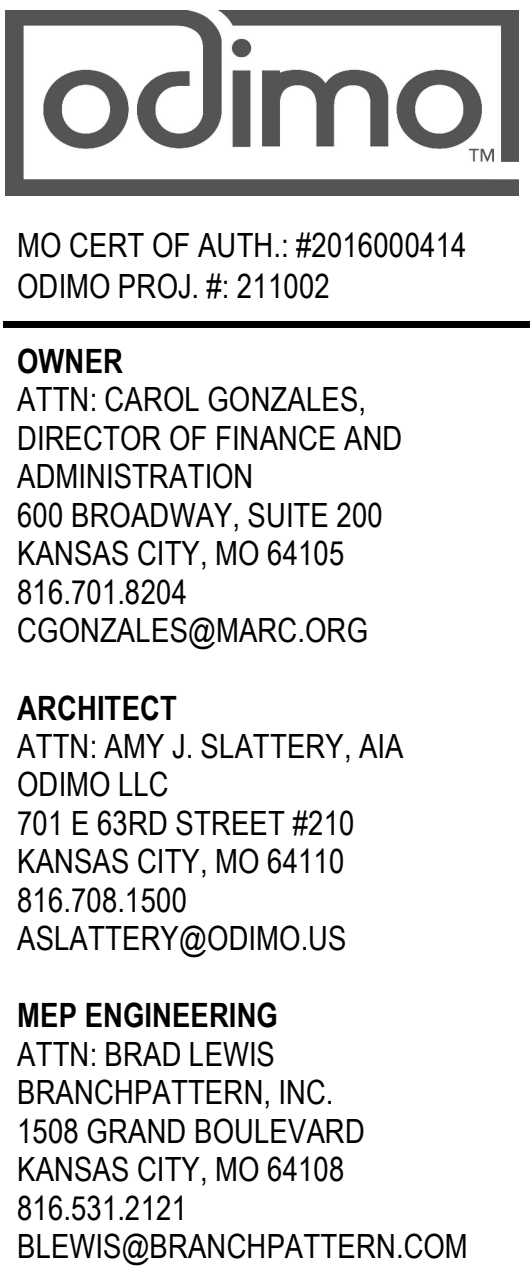 odimo
TM
MO CERT OF AUTH.: #2016000414
ODIMO PROJ. #: 211002
OWNER
ATTN: CAROL GONZALES,
DIRECTOR OF FINANCE AND
ADMINISTRATION
600 BROADWAY, SUITE 200
KANSAS CITY, MO 64105
816.701.8204
CGONZALES@MARC.ORG
ARCHITECT
ATTN: AMY J. SLATTERY, AIA
ODIMO LLC
701 E 63RD STREET #210
KANSAS CITY, MO 64110
816.708.1500
ASLATTERY@ODIMO.US
MEP ENGINEERING
ATTN: BRAD LEWIS
BRANCHPATTERN, INC.
1508 GRAND BOULEVARD
KANSAS CITY, MO 64108
816.531.2121
BLEWIS@BRANCHPATTERN.COM